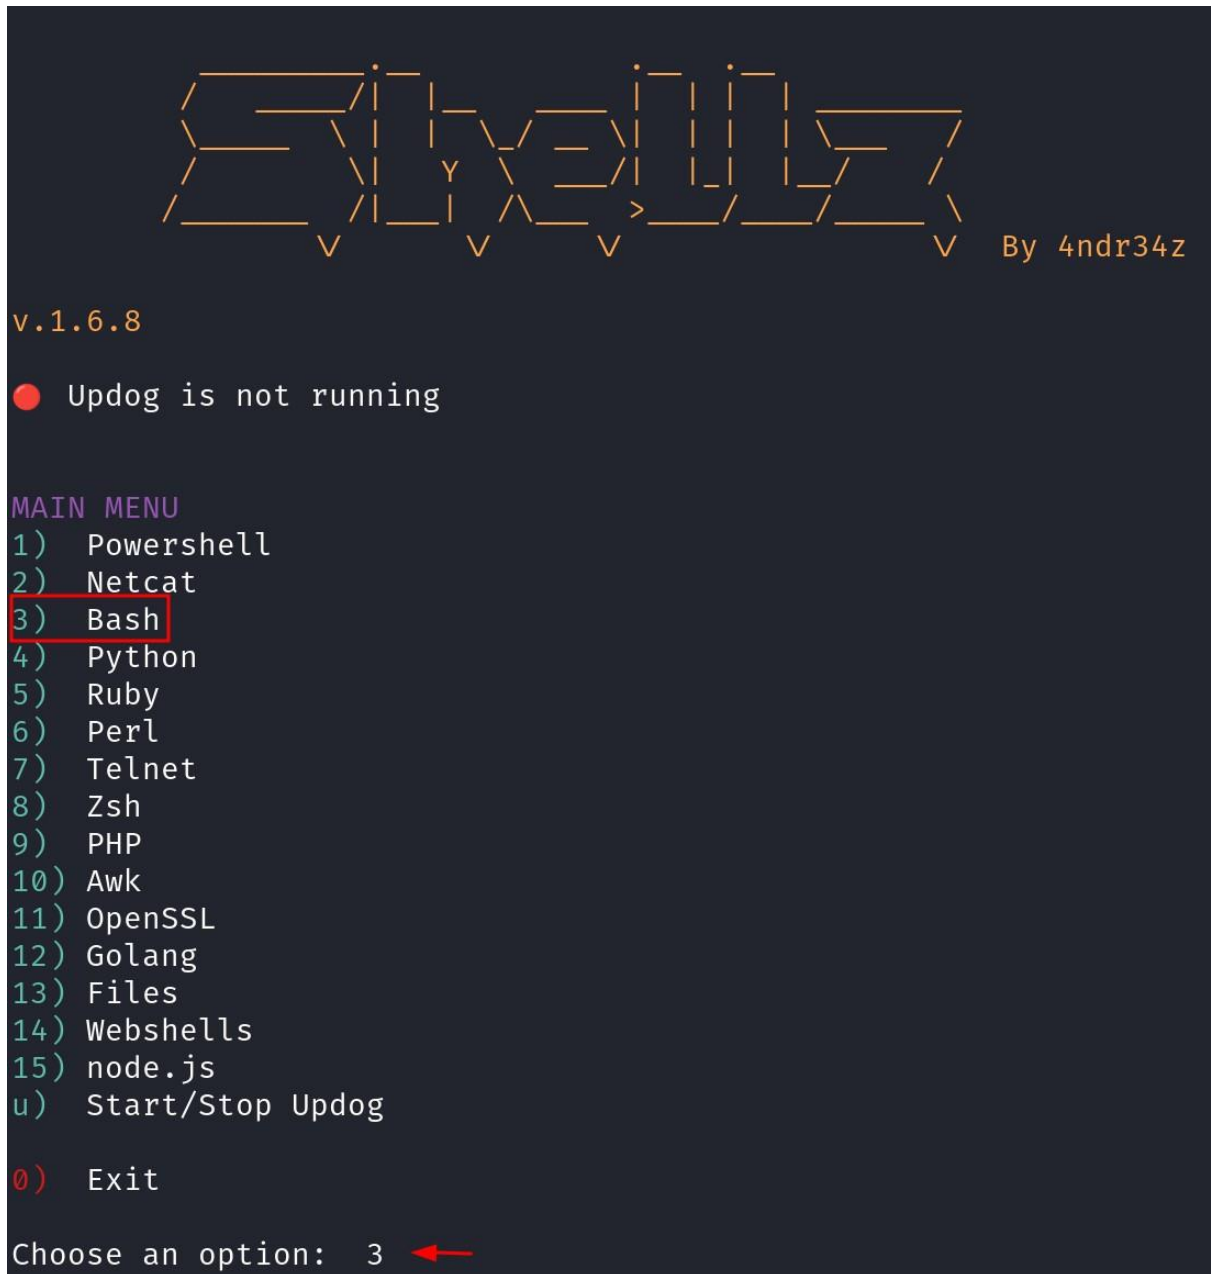 Shellz
By 4ndr34z
v.1.6.8
Updog is not running
MAIN MENU
1) Powershell
2) Netcat
3) Bash
4) Python
5) Ruby
6) Perl
7) Telnet
8) Zsh
9) PHP
10) Awk
11) OpenSSL
12) Golang
13) Files
14) Webshells
15) node.js
u) Start/Stop Updog
0) Exit
Choose an option: 3